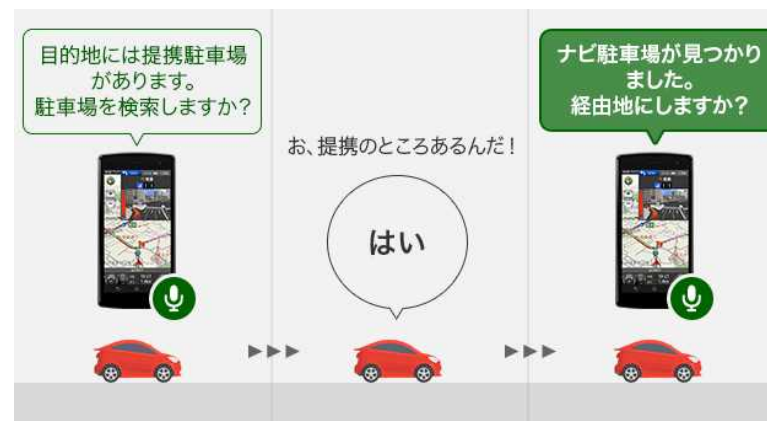 目的地には提携駐車場
があります。
駐車場を検索しますか?
お、提携のところあるんだ!
はい
ナビ駐車場が見つかり
ました。
経由地にしますか?